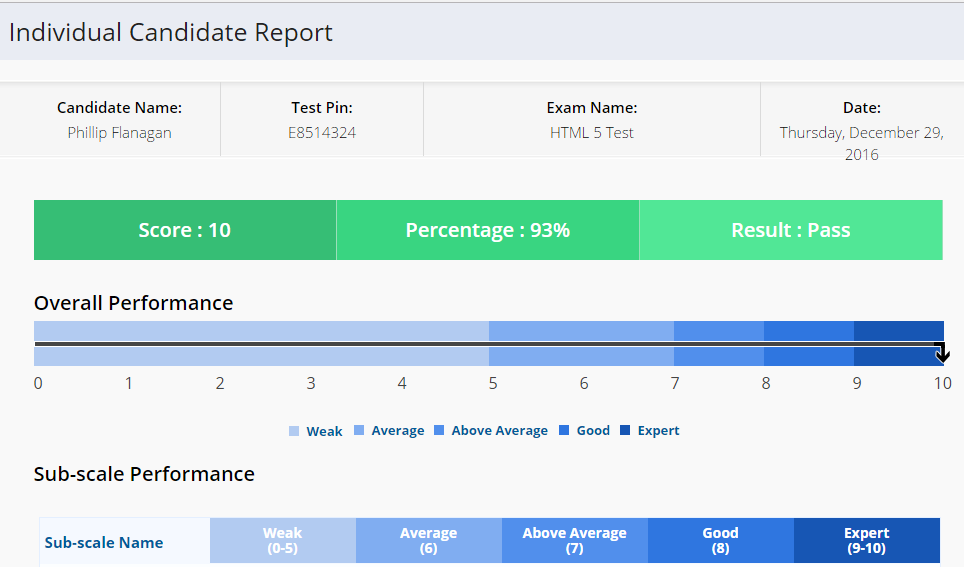 Individual Candidate Report
Candidate Name:
Phillip Flanagan
Test Pin:
E8514324
Exam Name:
HTML 5 Test
Date:
Thursday, December 29,
2016
Score : 10
Percentage : 93%
Result : Pass
Overall Performance
0 1 2 3 4 5 6 7 8 9 10
Weak Average Above Average Good Expert
Sub-scale Performance
Sub-scale Name
Weak
(0-5)
Average
(6)
Above Average
(7)
Good
(8)
Expert
(9-10)